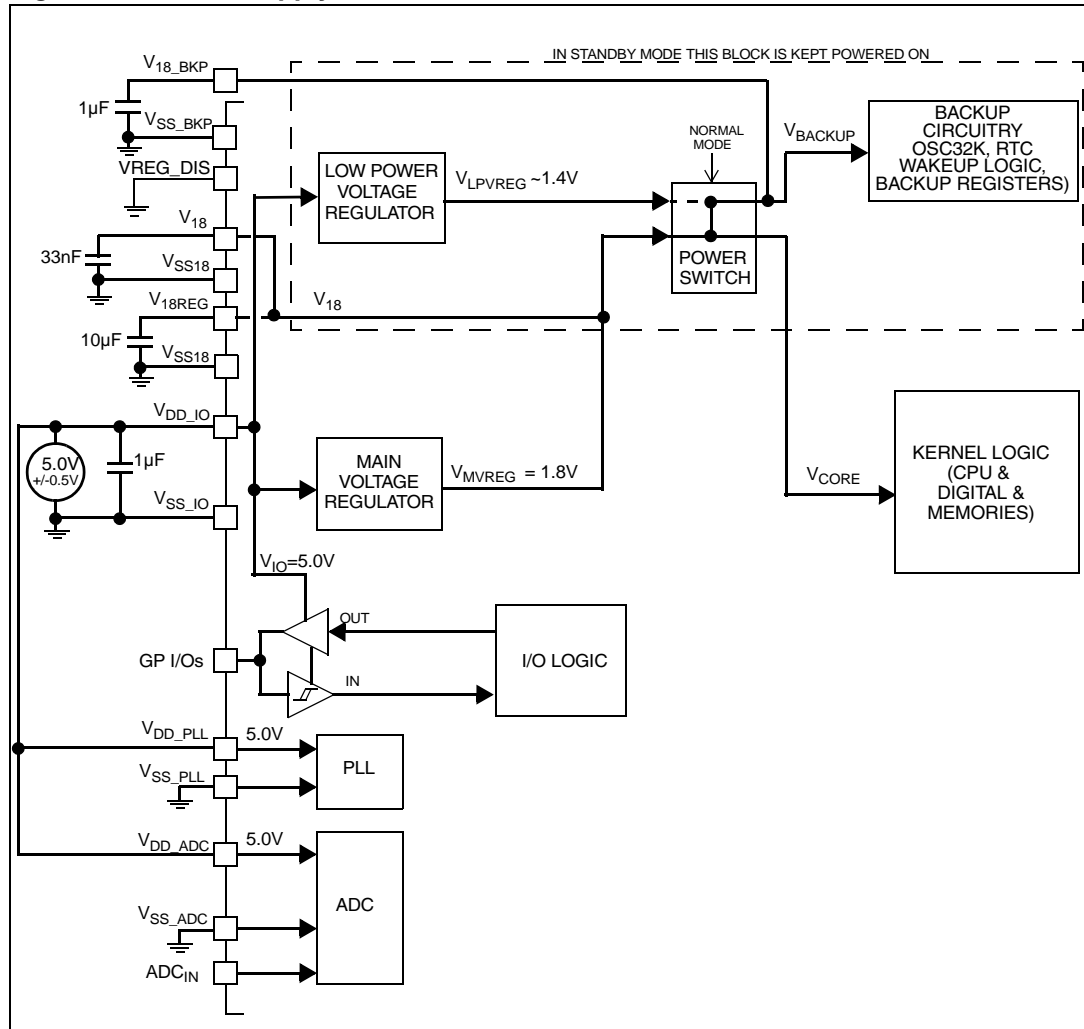 IN STANDBY MODE THIS BLOCK IS KEPT POWERED ON
V18_BKP
1µF
VSS_BKP
VREG_DIS
V18
33nF
VSS18
V18REG
10µF
VSS18
VDD_IO
5.0V
+/-0.5V
1µF
VSS_IO
LOW POWER
VOLTAGE
REGULATOR
VLPVREG ~1.4V
NORMAL
MODE
POWER
SWITCH
VBACKUP
BACKUP
CIRCUITRY
OSC32K, RTC
WAKEUP LOGIC,
BACKUP REGISTERS)
V18
MAIN
VOLTAGE
REGULATOR
VMVREG = 1.8V
VCORE
KERNEL LOGIC
(CPU &
DIGITAL &
MEMORIES)
VIO=5.0V
OUT
GP I/Os
IN
I/O LOGIC
VDD_PLL
5.0V
PLL
VSS_PLL
VDD_ADC
5.0V
ADC
VSS_ADC
ADCIN